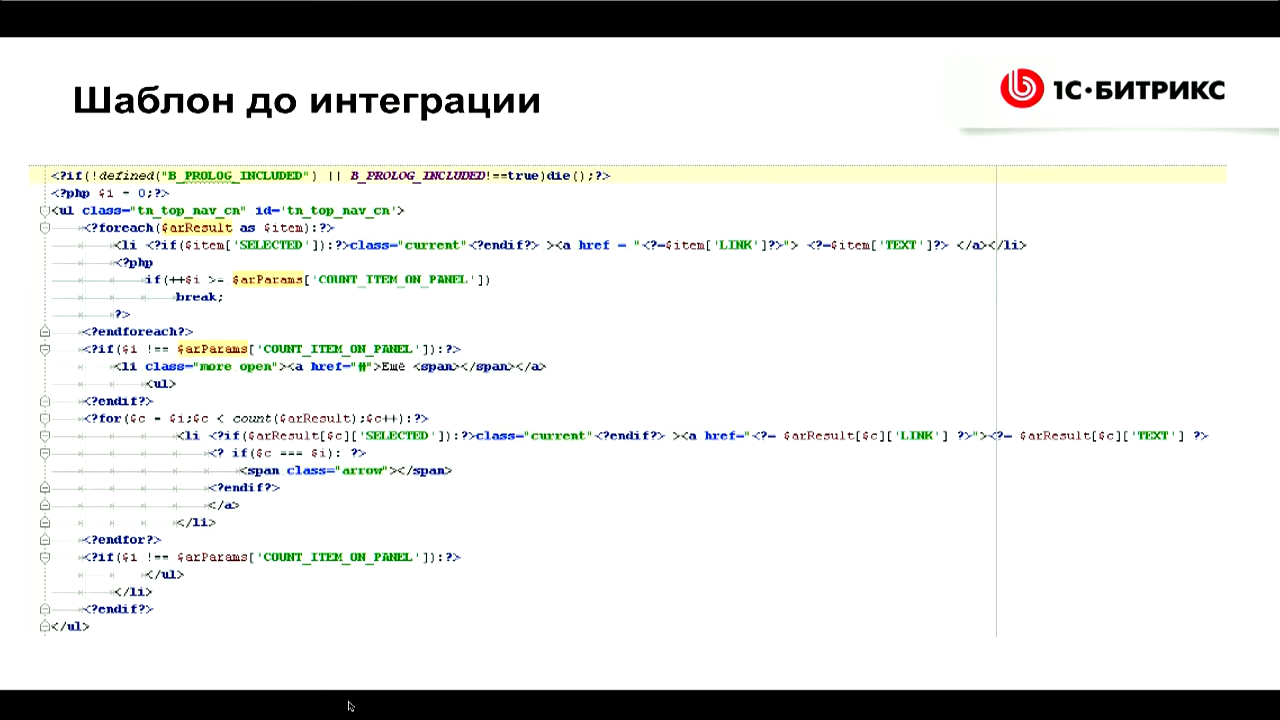 Шаблон до интеграции
1С•БИТРИКС
<?if(!defined("B_PROLOG_INCLUDED") || B_PROLOG_INCLUDED!==true)die();?>
<?php $i = 0;?>
<ul class="tn_top_nav_cn" id='tn_top_nav_cn'>
<?foreach($arResult as $item):?>
<li <?if($item['SELECTED']):?>class="current"<?endif?> ><a href = "<?=$item['LINK']?>"> <?=$item['TEXT']?> </a></li>
<?php
if(++$i >= $arParams['COUNT_ITEM_ON_PANEL'])
break;
?>
<?endforeach?>
<?if($i !== $arParams['COUNT_ITEM_ON_PANEL']):?>
<li class="more open"><a href="#">Ещё <span></span></a>
<ul>
<?endif?>
<?for($c = $i;$c < count($arResult);$c++):?>
<li <?if($arResult[$c]['SELECTED']):?>class="current"<?endif?> ><a href="<?= $arResult[$c]['LINK'] ?>"><?= $arResult[$c]['TEXT'] ?>
<? if($c === $i): ?>
<span class="arrow"></span>
<?endif?>
</a>
</li>
<?endfor?>
<?if($i !== $arParams['COUNT_ITEM_ON_PANEL']):?>
</ul>
</li>
<?endif?>
</ul>